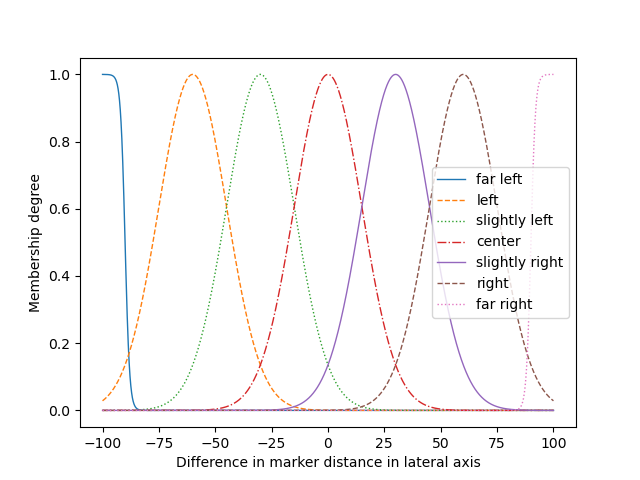 1.0
0.8
0.6
0.4
0.2
0.0
Membership degree
−100
−75
−50
−25
0
25
50
75
100
Difference in marker distance in lateral axis
far left
left
slightly left
center
slightly right
right
far right